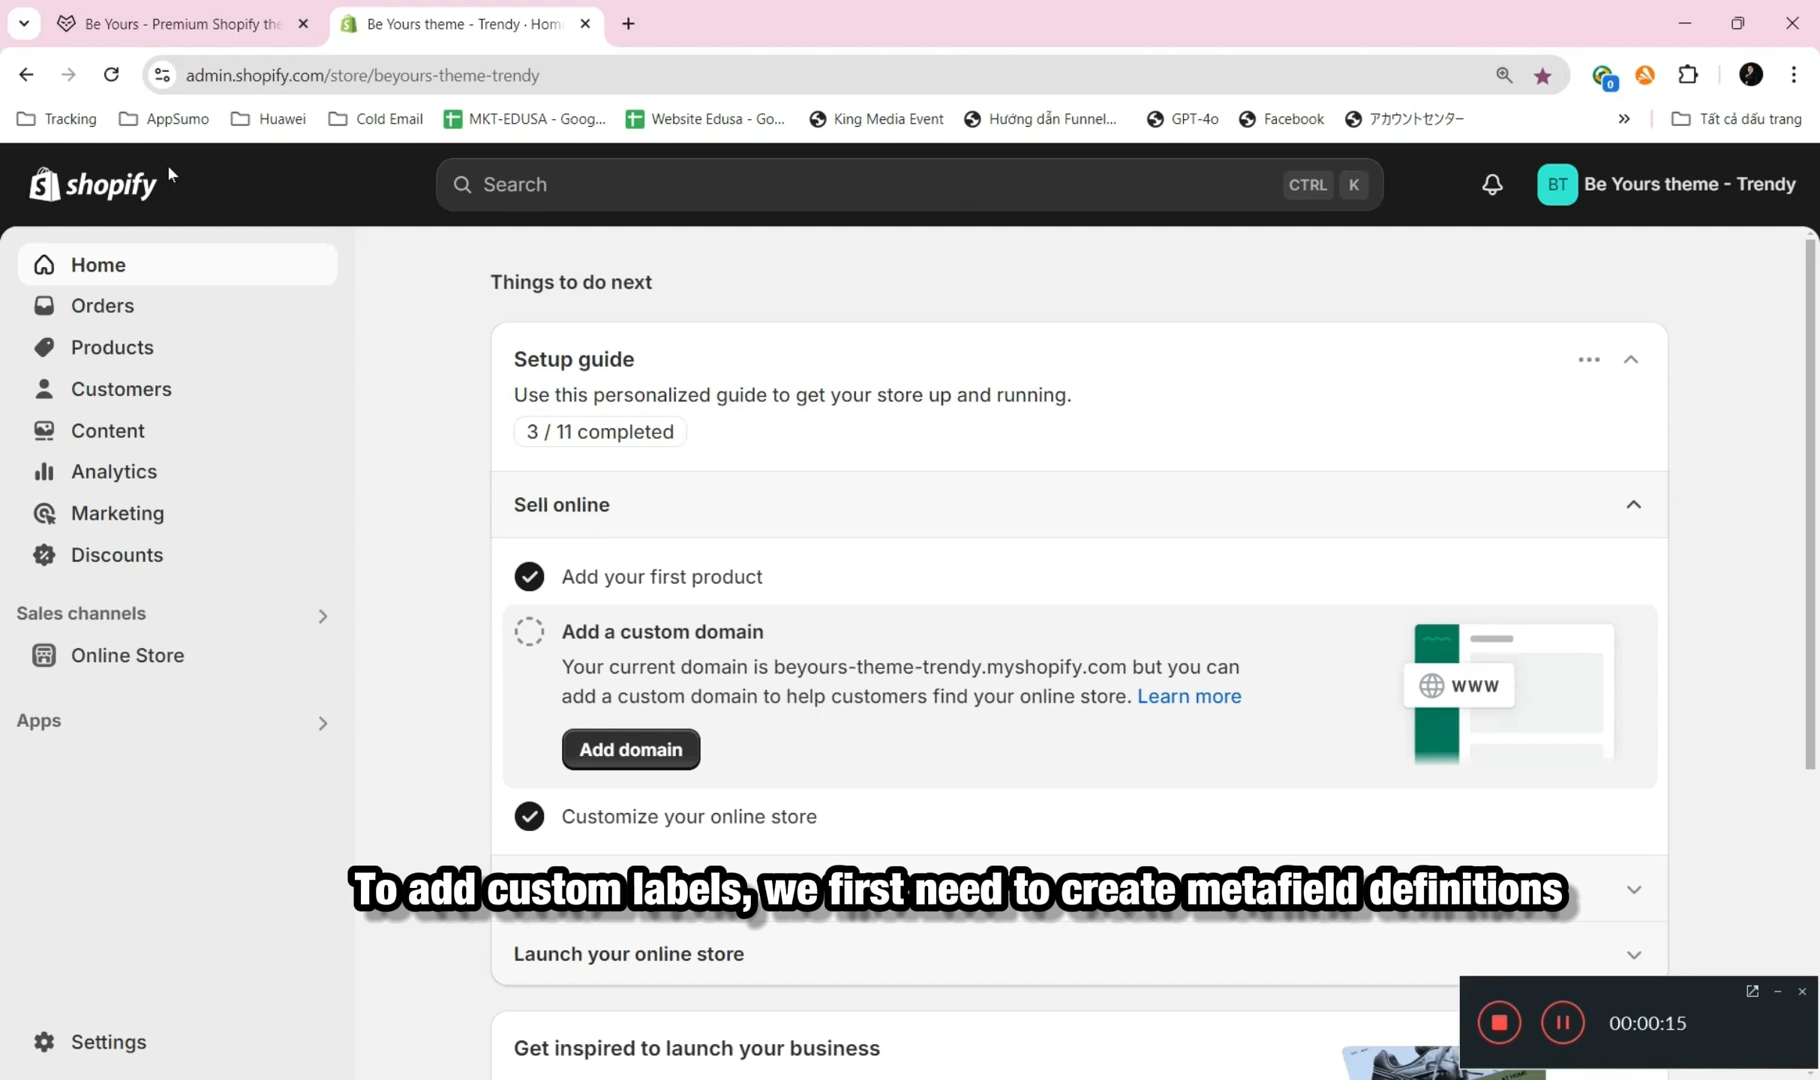 Be Yours - Premium Shopify the
Be Yours theme - Trendy · Hom
admin.shopify.com/store/beyours-theme-trendy
0
Tracking
AppSumo
Huawei
Cold Email
MKT-EDUSA - Goog...
Website Edusa - Go...
King Media Event
Hướng dẫn Funnel...
GPT-4o
Facebook
アカウントセンター
»
Tất cả dấu trang
shopify
Search
CTRL
K
BT
Be Yours theme - Trendy
Home
Orders
Products
Customers
Content
Analytics
Marketing
Discounts
Sales channels
Online Store
Apps
Settings
Things to do next
Setup guide
Use this personalized guide to get your store up and running.
3 / 11 completed
Sell online
Add your first product
Add a custom domain
Your current domain is beyours-theme-trendy.myshopify.com but you can
add a custom domain to help customers find your online store. Learn more
Add domain
WWW
Customize your online store
To add custom labels, we first need to create metafield definitions
Launch your online store
Get inspired to launch your business
00:00:15